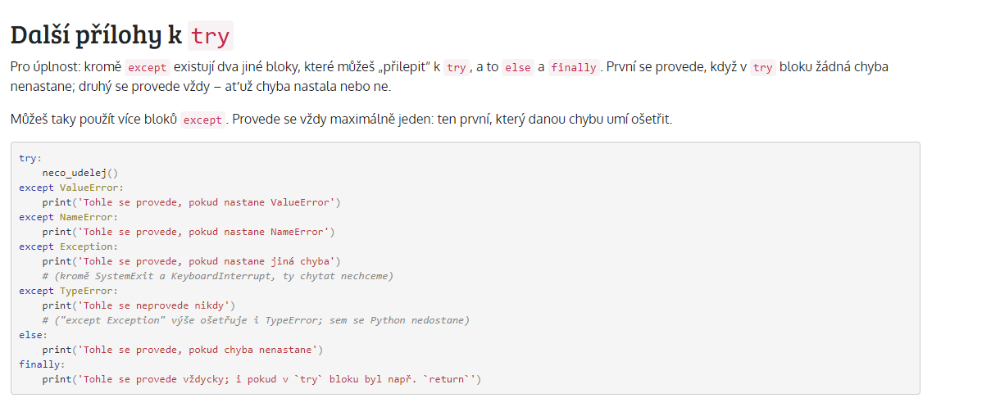 Další přílohy k try
Pro úplnost: kromě except existují dva jiné bloky, které můžeš „přilepit“ k try, a to else a finally. První se provede, když v try bloku žádná chyba
nenastane; druhý se provede vždy – ať už chyba nastala nebo ne.
Můžeš taky použít více bloků except. Provede se vždy maximálně jeden: ten první, který danou chybu umí ošetřit.
try:
    neco_udelej()
except ValueError:
    print('Tohle se provede, pokud nastane ValueError')
except NameError:
    print('Tohle se provede, pokud nastane NameError')
except Exception:
    print('Tohle se provede, pokud nastane jiná chyba')
    # (kromě SystemExit a KeyboardInterrupt, ty chytat nechceme)
except TypeError:
    print('Tohle se neprovede nikdy')
    # ("except Exception" výše ošetřuje i TypeError; sem se Python nedostane)
else:
    print('Tohle se provede, pokud chyba nenastane')
finally:
    print('Tohle se provede vždycky; i pokud v `try` bloku byl např. `return`')